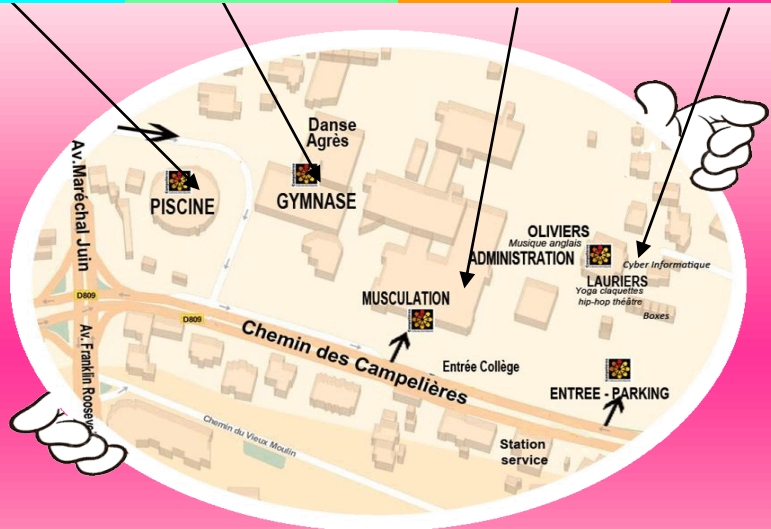 Danse
Agrès
PISCINE
GYMNASE
Av.Maréchal Juin
OLIVIERS
Musique anglais
ADMINISTRATION
Cyber Informatique
LAURIERS
Yoga claquettes
hip-hop théâtre
Boxes
MUSCULATION
D809
D809
Chemin des Campelières
Av. Franklin Roosev
Entrée Collège
ENTREE - PARKING
Chemin du Vieux Moulin
Station
service